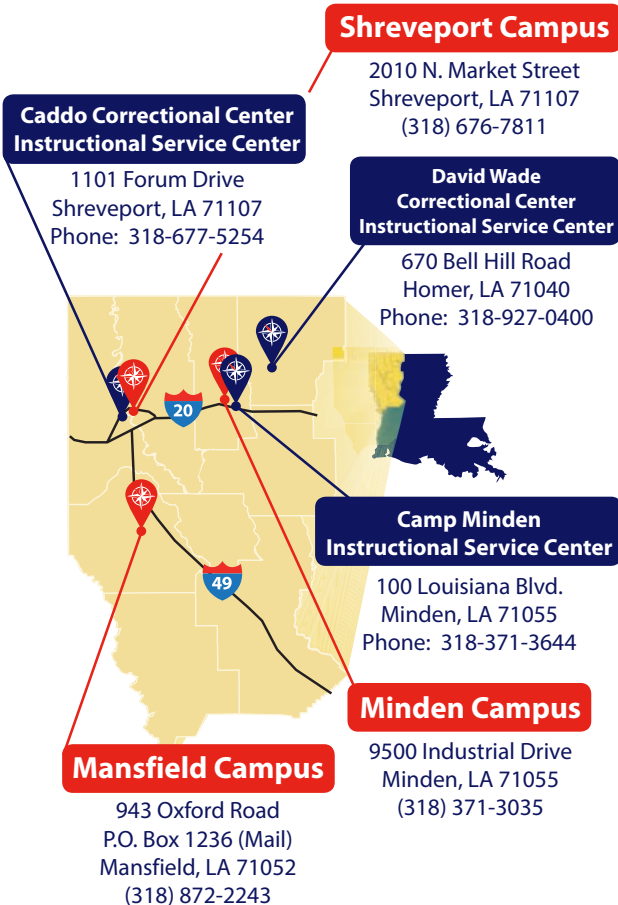 Shreveport Campus
2010 N. Market Street
Shreveport, LA 71107
(318) 676-7811
Caddo Correctional Center
Instructional Service Center
1101 Forum Drive
Shreveport, LA 71107
Phone: 318-677-5254
David Wade
Correctional Center
Instructional Service Center
670 Bell Hill Road
Homer, LA 71040
Phone: 318-927-0400
20
49
Camp Minden
Instructional Service Center
100 Louisiana Blvd.
Minden, LA 71055
Phone: 318-371-3644
Minden Campus
9500 Industrial Drive
Minden, LA 71055
(318) 371-3035
Mansfield Campus
943 Oxford Road
P.O. Box 1236 (Mail)
Mansfield, LA 71052
(318) 872-2243